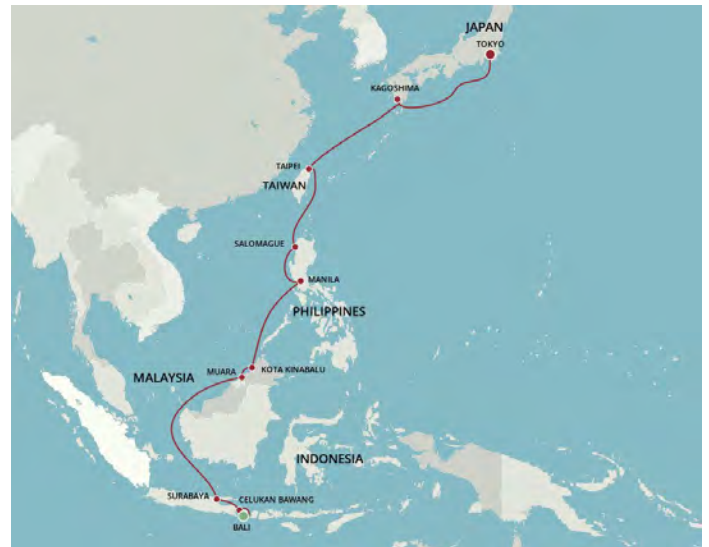 JAPAN
TOKYO
KAGOSHIMA
TAIPEI
TAIWAN
SALOMAGUE
MANILA
PHILIPPINES
MUARA
KOTA KINABALU
MALAYSIA
INDONESIA
SURABAYA
CELUKAN BAWANG
BALI